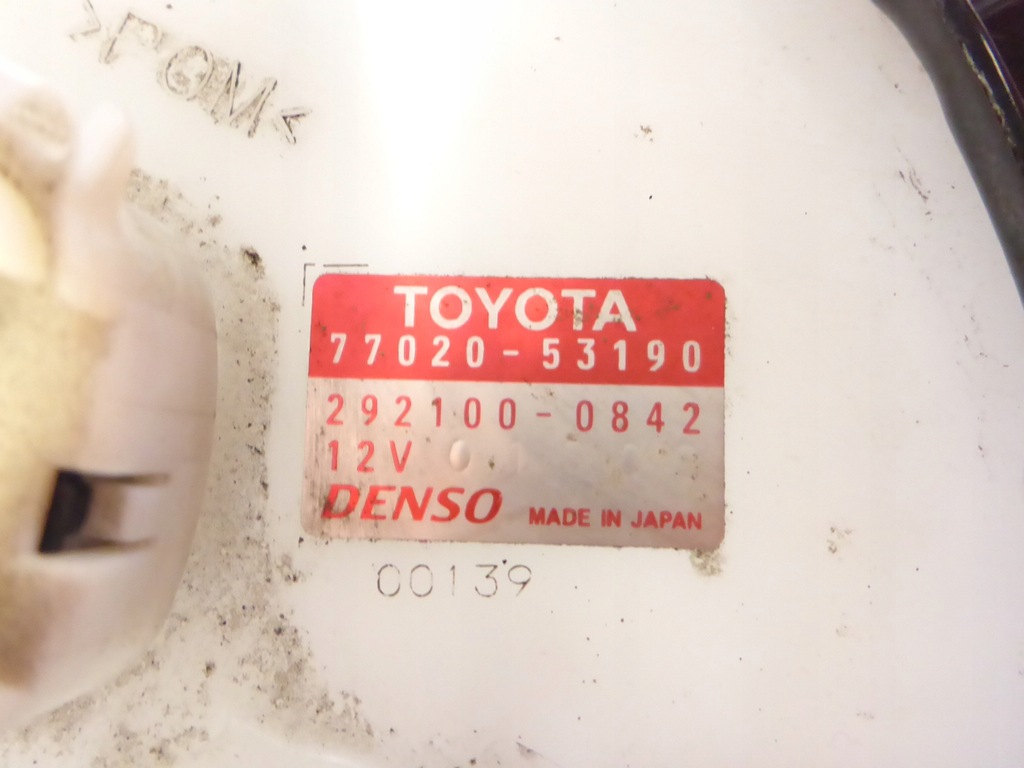 >POM<
TOYOTA
77020-53190
292100-0842
12V
DENSO MADE IN JAPAN
00139